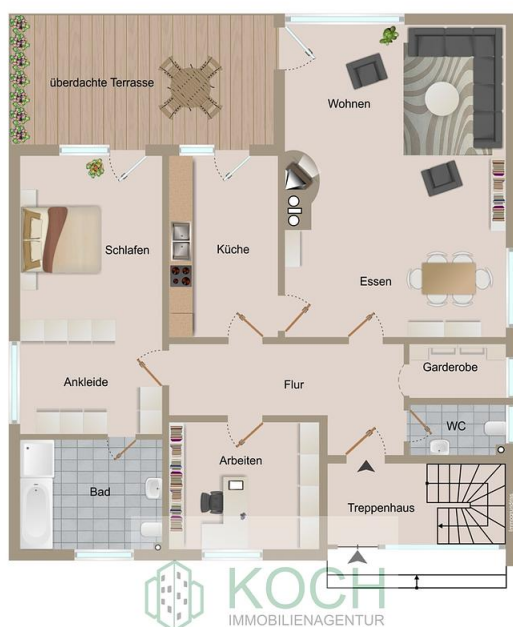 überdachte Terrasse
Wohnen
Schlafen
Küche
Essen
Ankleide
Flur
Garderobe
WC
Arbeiten
Bad
Treppenhaus
KOCH
IMMOBILIENAGENTUR